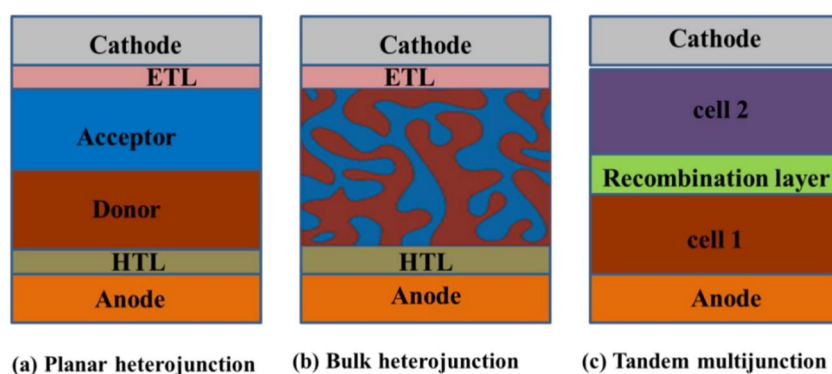 Cathode
ETL
Acceptor
Donor
HTL
Anode
(a) Planar heterojunction
Cathode
ETL
HTL
Anode
(b) Bulk heterojunction
Cathode
cell 2
Recombination layer
cell 1
Anode
(c) Tandem multijunction